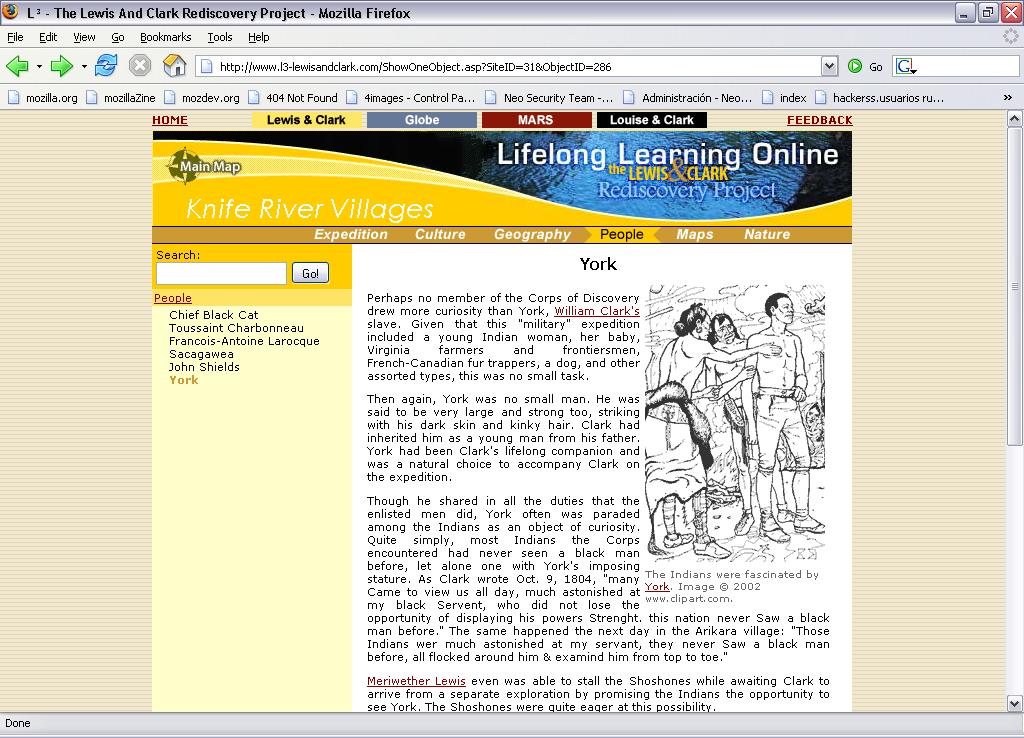 L³ - The Lewis And Clark Rediscovery Project - Mozilla Firefox
File Edit View Go Bookmarks Tools Help
http://www.l3-lewisandclark.com/ShowOneObject.asp?SiteID=31&ObjectID=286 Go G
mozilla.org mozillaZine mozdev.org 404 Not Found 4images - Control Pa... Neo Security Team -... Administración - Neo... index hackerss.usuarios ru... »
HOME Lewis & Clark Globe MARS Louise & Clark FEEDBACK
Main Map
Lifelong Learning Online
the LEWIS & CLARK
Rediscovery Project
Knife River Villages
Expedition Culture Geography People Maps Nature
Search:
Go!
People
Chief Black Cat
Toussaint Charbonneau
Francois-Antoine Larocque
Sacagawea
John Shields
York
York
Perhaps no member of the Corps of Discovery
drew more curiosity than York, William Clark's
slave. Given that this "military" expedition
included a young Indian woman, her baby,
Virginia farmers and frontiersmen,
French-Canadian fur trappers, a dog, and other
assorted types, this was no small task.
Then again, York was no small man. He was
said to be very large and strong too, striking
with his dark skin and kinky hair. Clark had
inherited him as a young man from his father.
York had been Clark's lifelong companion and
was a natural choice to accompany Clark on
the expedition.
Though he shared in all the duties that the
enlisted men did, York often was paraded
among the Indians as an object of curiosity.
Quite simply, most Indians the Corps
encountered had never seen a black man
before, let alone one with York's imposing
stature. As Clark wrote Oct. 9, 1804, "many
Came to view us all day, much astonished at
my black Servent, who did not lose the
opportunity of displaying his powers Strenght. this nation never Saw a black
man before." The same happened the next day in the Arikara village: "Those
Indians wer much astonished at my servant, they never Saw a black man
before, all flocked around him & examind him from top to toe."
The Indians were fascinated by
York. Image © 2002
www.clipart.com.
Meriwether Lewis even was able to stall the Shoshones while awaiting Clark to
arrive from a separate exploration by promising the Indians the opportunity to
see York. The Shoshones were quite eager at this possibility.
Done